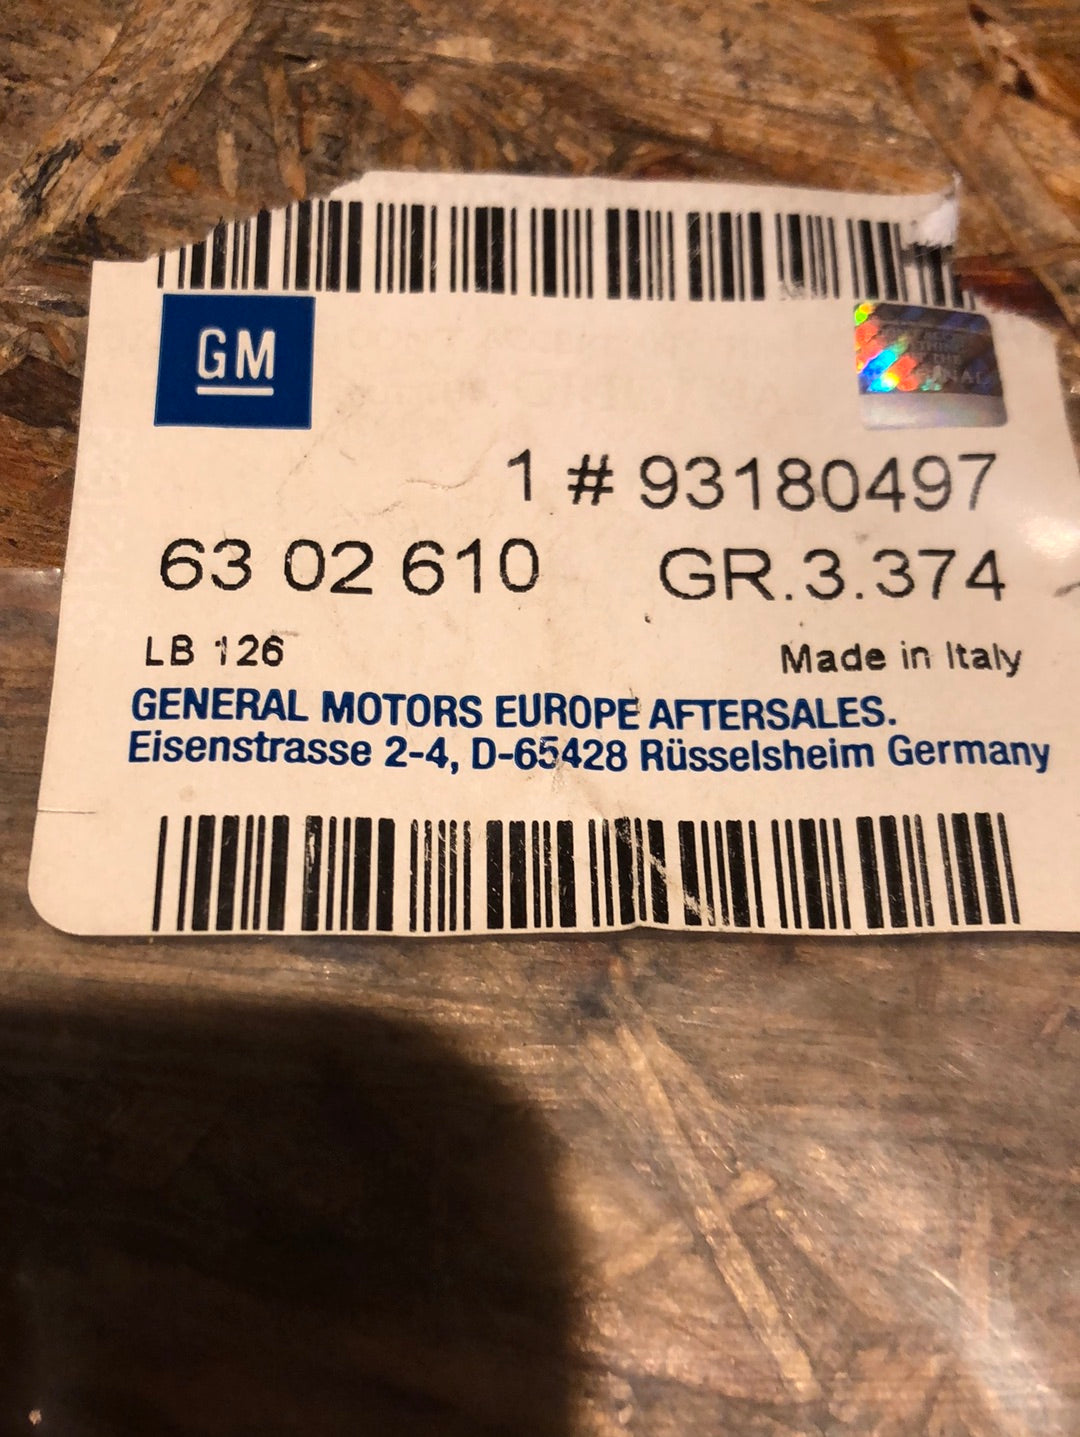 GM
1 # 93180497
63 02 610 GR.3.374
LB 126 Made in Italy
GENERAL MOTORS EUROPE AFTERSALES.
Eisenstrasse 2-4, D-65428 Rüsselsheim Germany